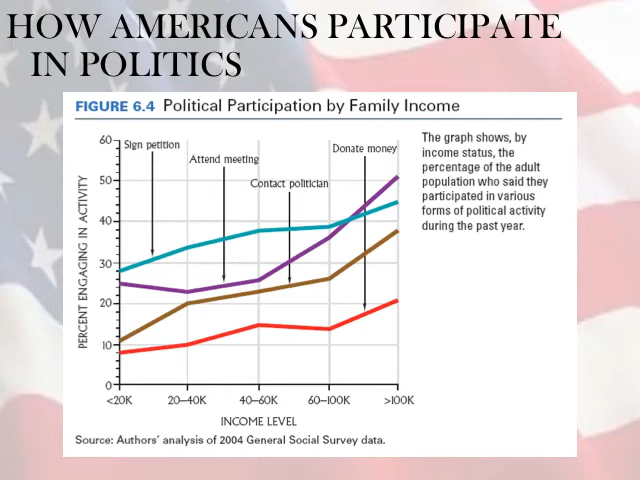 HOW AMERICANS PARTICIPATE
IN POLITICS
FIGURE 6.4 Political Participation by Family Income
60
50
40
30
20
10
0
PERCENT ENGAGING IN ACTIVITY
Sign petition
Attend meeting
Contact politician
Donate money
<20K
20–40K
40–60K
60–100K
>100K
INCOME LEVEL
The graph shows, by
income status, the
percentage of the adult
population who said they
participated in various
forms of political activity
during the past year.
Source: Authors' analysis of 2004 General Social Survey data.